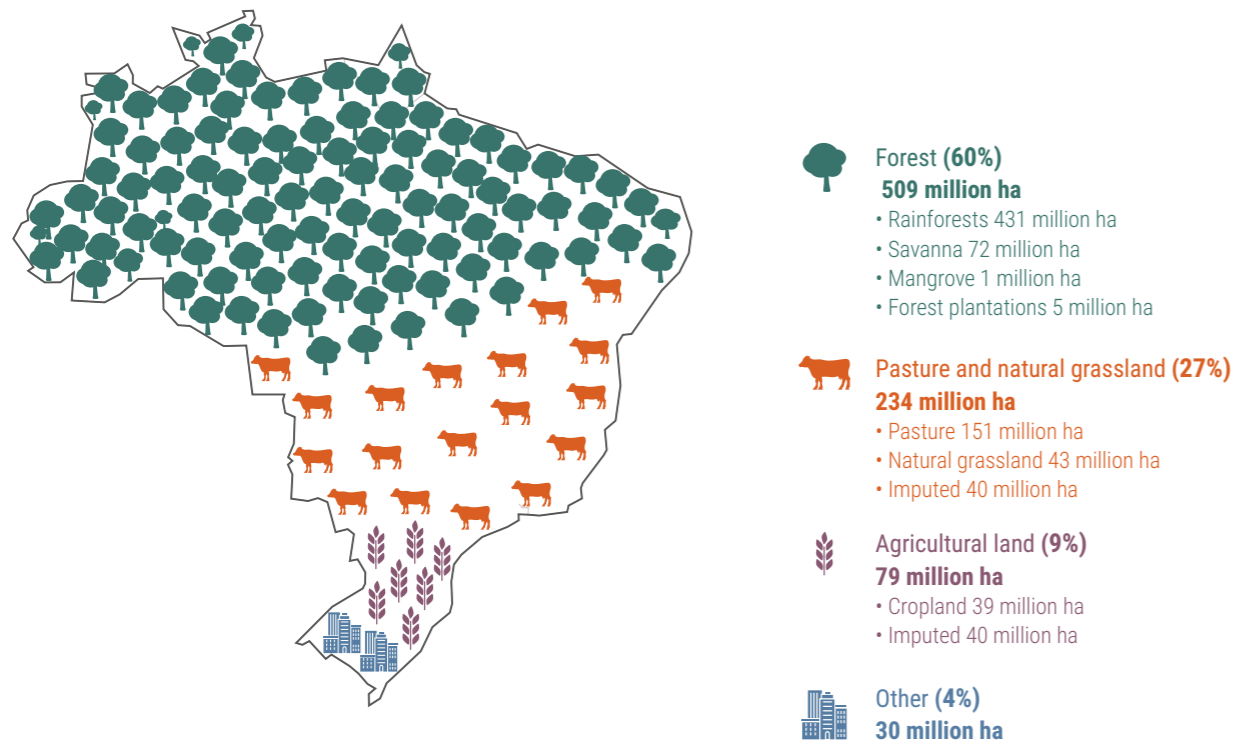 Forest (60%)
509 million ha
• Rainforests 431 million ha
• Savanna 72 million ha
• Mangrove 1 million ha
• Forest plantations 5 million ha
Pasture and natural grassland (27%)
234 million ha
• Pasture 151 million ha
• Natural grassland 43 million ha
• Imputed 40 million ha
Agricultural land (9%)
79 million ha
• Cropland 39 million ha
• Imputed 40 million ha
Other (4%)
30 million ha